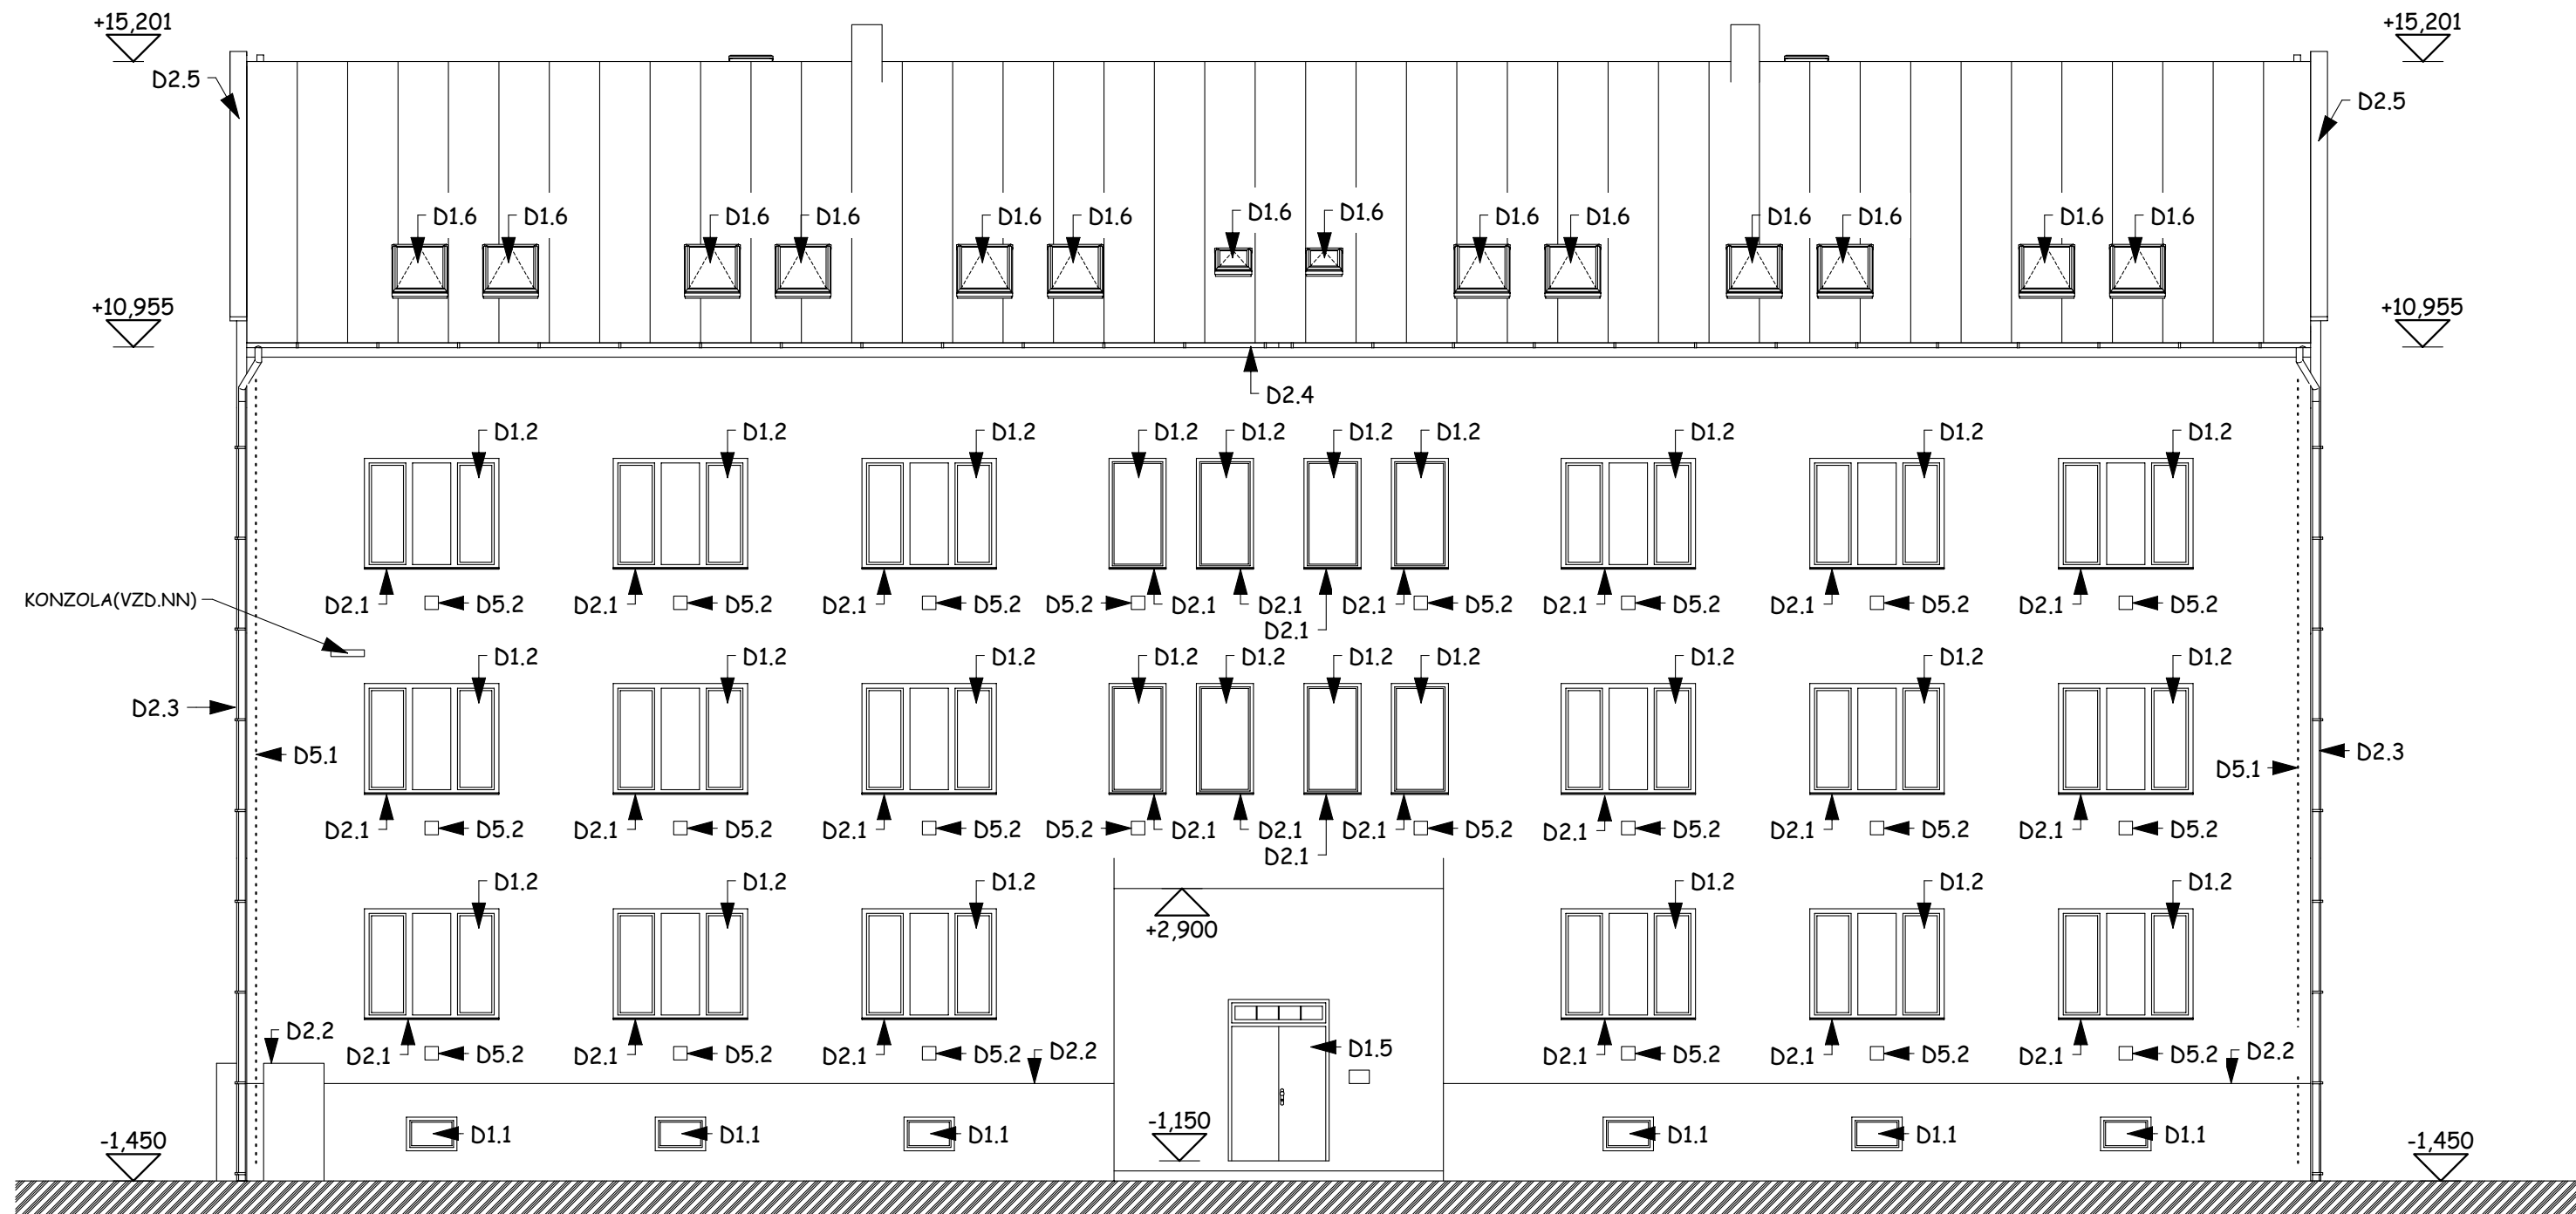 +15,201 +15,201
D2.5 D2.5
D1.6 D1.6 D1.6 D1.6 D1.6 D1.6 D1.6 D1.6 D1.6 D1.6 D1.6 D1.6 D1.6 D1.6
+10,955 +10,955
D2.4
D1.2 D1.2 D1.2 D1.2 D1.2 D1.2 D1.2 D1.2 D1.2 D1.2
KONZOLA(VZD.NN) D2.1 D5.2 D2.1 D5.2 D2.1 D5.2 D5.2 D2.1 D2.1 D2.1 D5.2 D2.1 D5.2 D2.1 D5.2 D2.1 D5.2
D2.1
D1.2 D1.2 D1.2 D1.2 D1.2 D1.2 D1.2 D1.2 D1.2 D1.2
D2.3
D5.1 D5.1 D2.3
D2.1 D5.2 D2.1 D5.2 D2.1 D5.2 D5.2 D2.1 D2.1 D2.1 D5.2 D2.1 D5.2 D2.1 D5.2 D2.1 D5.2
D2.1
D1.2 D1.2 D1.2 D1.2 D1.2 D1.2
+2,900
D2.2 D1.5 D2.2 D2.2
D2.1 D5.2 D2.1 D5.2 D2.1 D5.2 D2.1 D5.2 D2.1 D5.2 D2.1 D5.2
-1,450 D1.1 D1.1 D1.1 -1,150 D1.1 D1.1 D1.1 -1,450